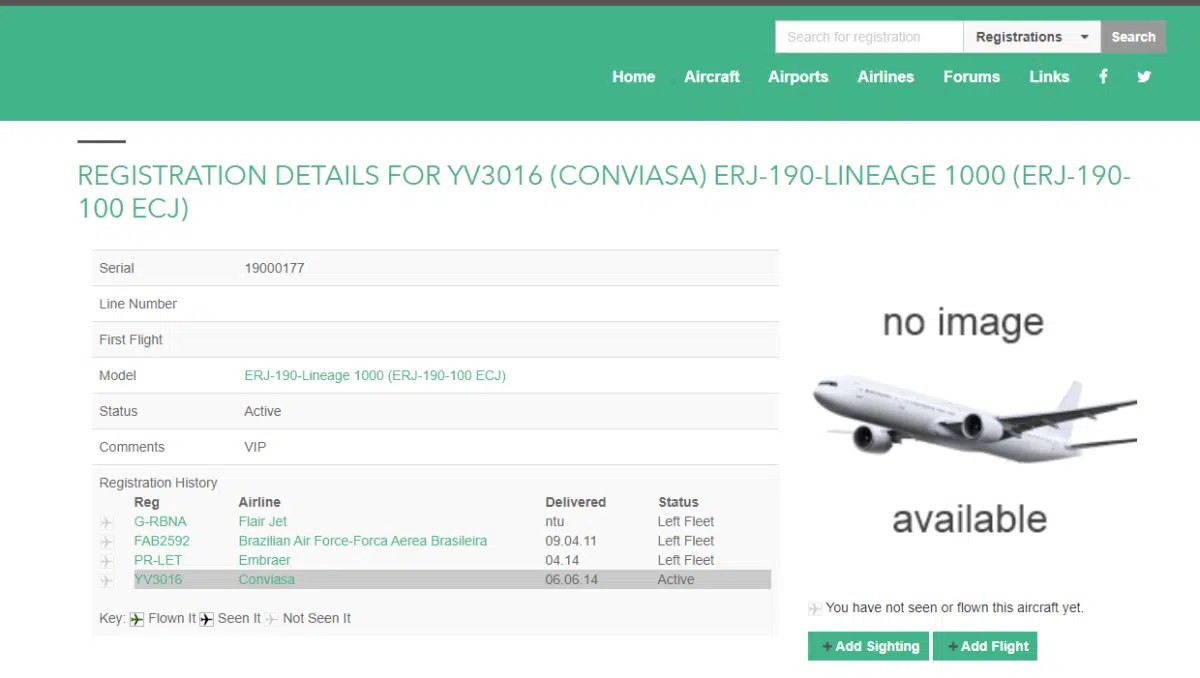 Search for registration Registrations Search
Home Aircraft Airports Airlines Forums Links
REGISTRATION DETAILS FOR YV3016 (CONVIASA) ERJ-190-LINEAGE 1000 (ERJ-190-
100 ECJ)
Serial 19000177
Line Number
First Flight
Model ERJ-190-Lineage 1000 (ERJ-190-100 ECJ)
Status Active
Comments VIP
Registration History
Reg Airline Delivered Status
G-RBNA Flair Jet ntu Left Fleet
FAB2592 Brazilian Air Force-Forca Aerea Brasileira 09.04.11 Left Fleet
PR-LET Embraer 04.14 Left Fleet
YV3016 Conviasa 06.06.14 Active
Key: Flown It Seen It Not Seen It
no image
available
You have not seen or flown this aircraft yet.
+ Add Sighting + Add Flight